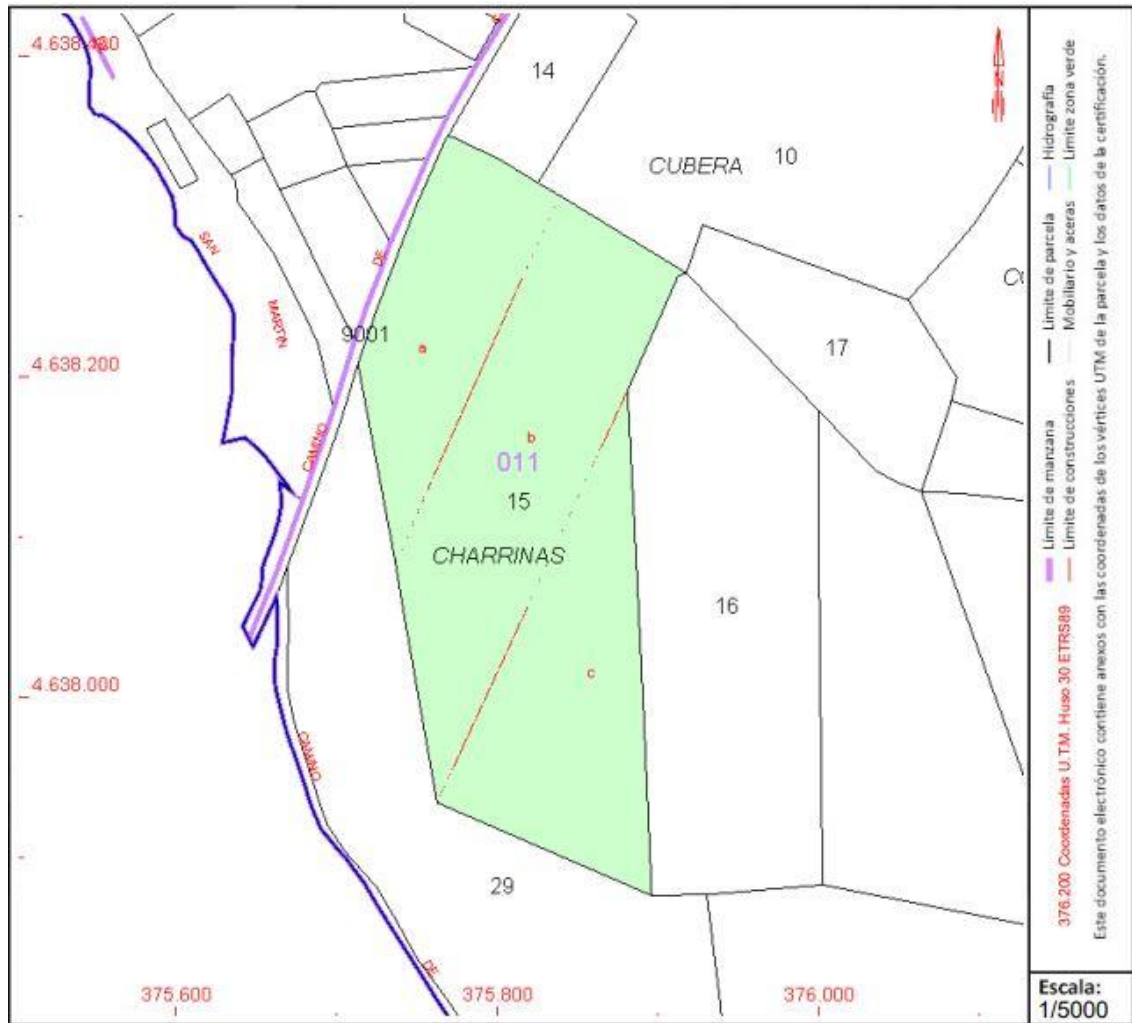 4.638.400
14
CUBERA
10
SAN
MARTIN
DE
9001
a
4.638.200
17
b
011
15
CAMINO
CHARRINAS
16
c
4.638.000
CAMINO
29
DE
375.600
375.800
376.000
Límite de manzana
Límite de parcela
Hidrografía
Límite de construcciones
Mobiliario y aceras
Límite zona verde
376.200 Coordenadas U.T.M. Huso 30 ETRS89
Este documento electrónico contiene anexos con las coordenadas de los vértices UTM de la parcela y los datos de la certificación.
Escala:
1/5000